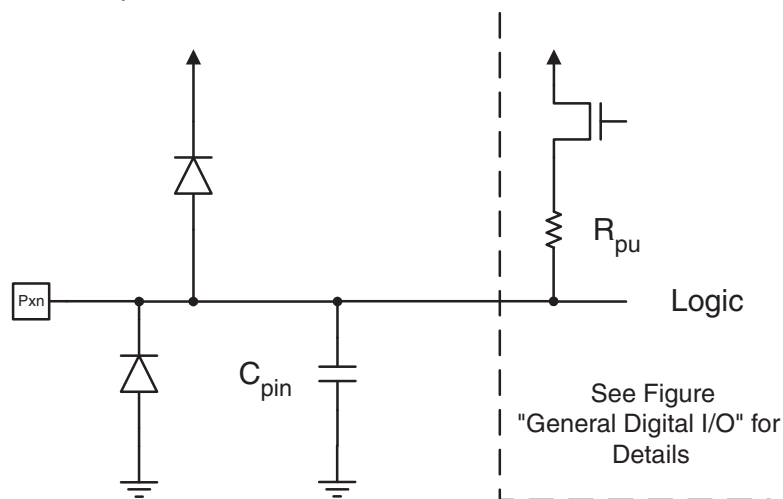 R_pu
Pxn
Logic
C_pin
See Figure
"General Digital I/O" for
Details